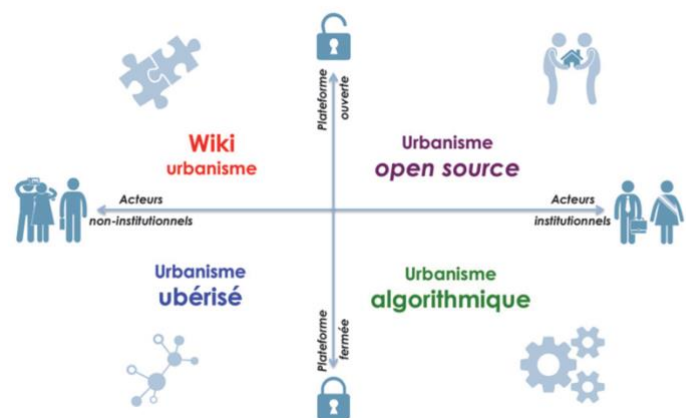 Plateforme
ouverte
Wiki
urbanisme
Urbanisme
open source
Acteurs
non-institutionnels
Acteurs
institutionnels
Urbanisme
ubérisé
Urbanisme
algorithmique
Plateforme
fermée